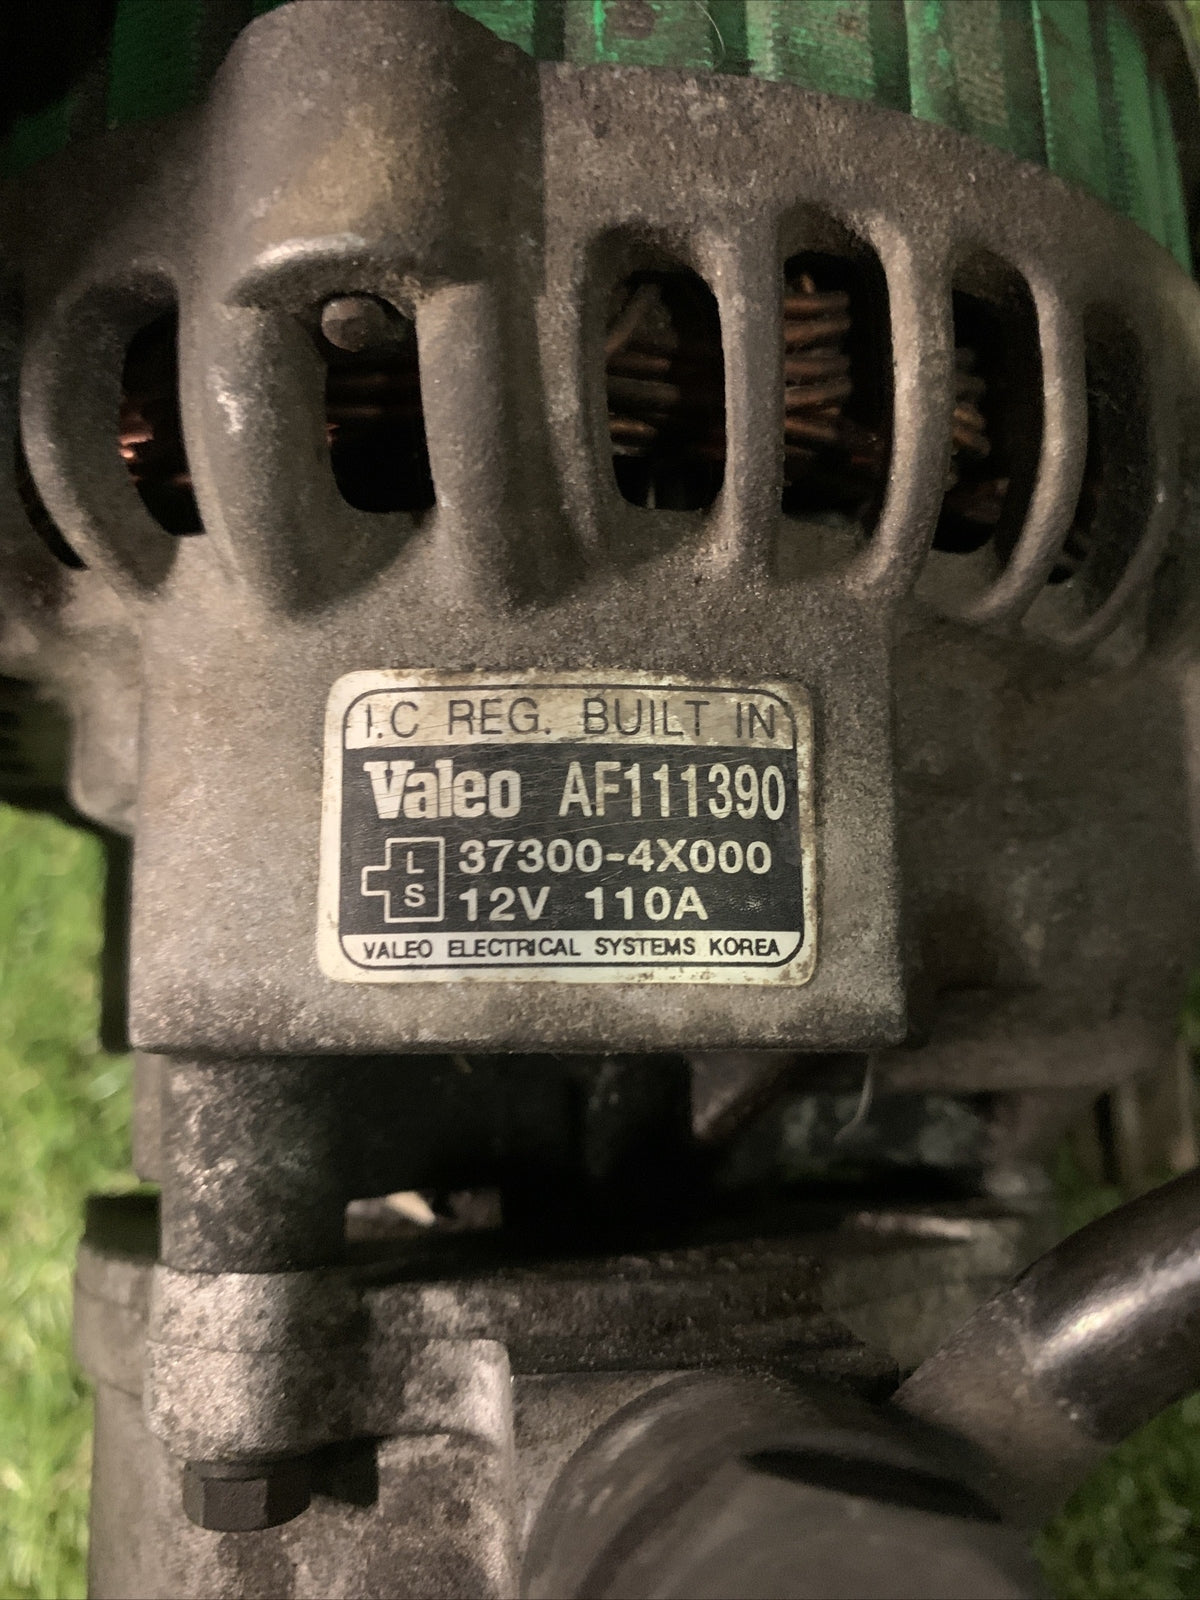 I.C REG. BUILT IN
Valeo AF111390
L
S
37300-4X000
12V 110A
VALEO ELECTRICAL SYSTEMS KOREA